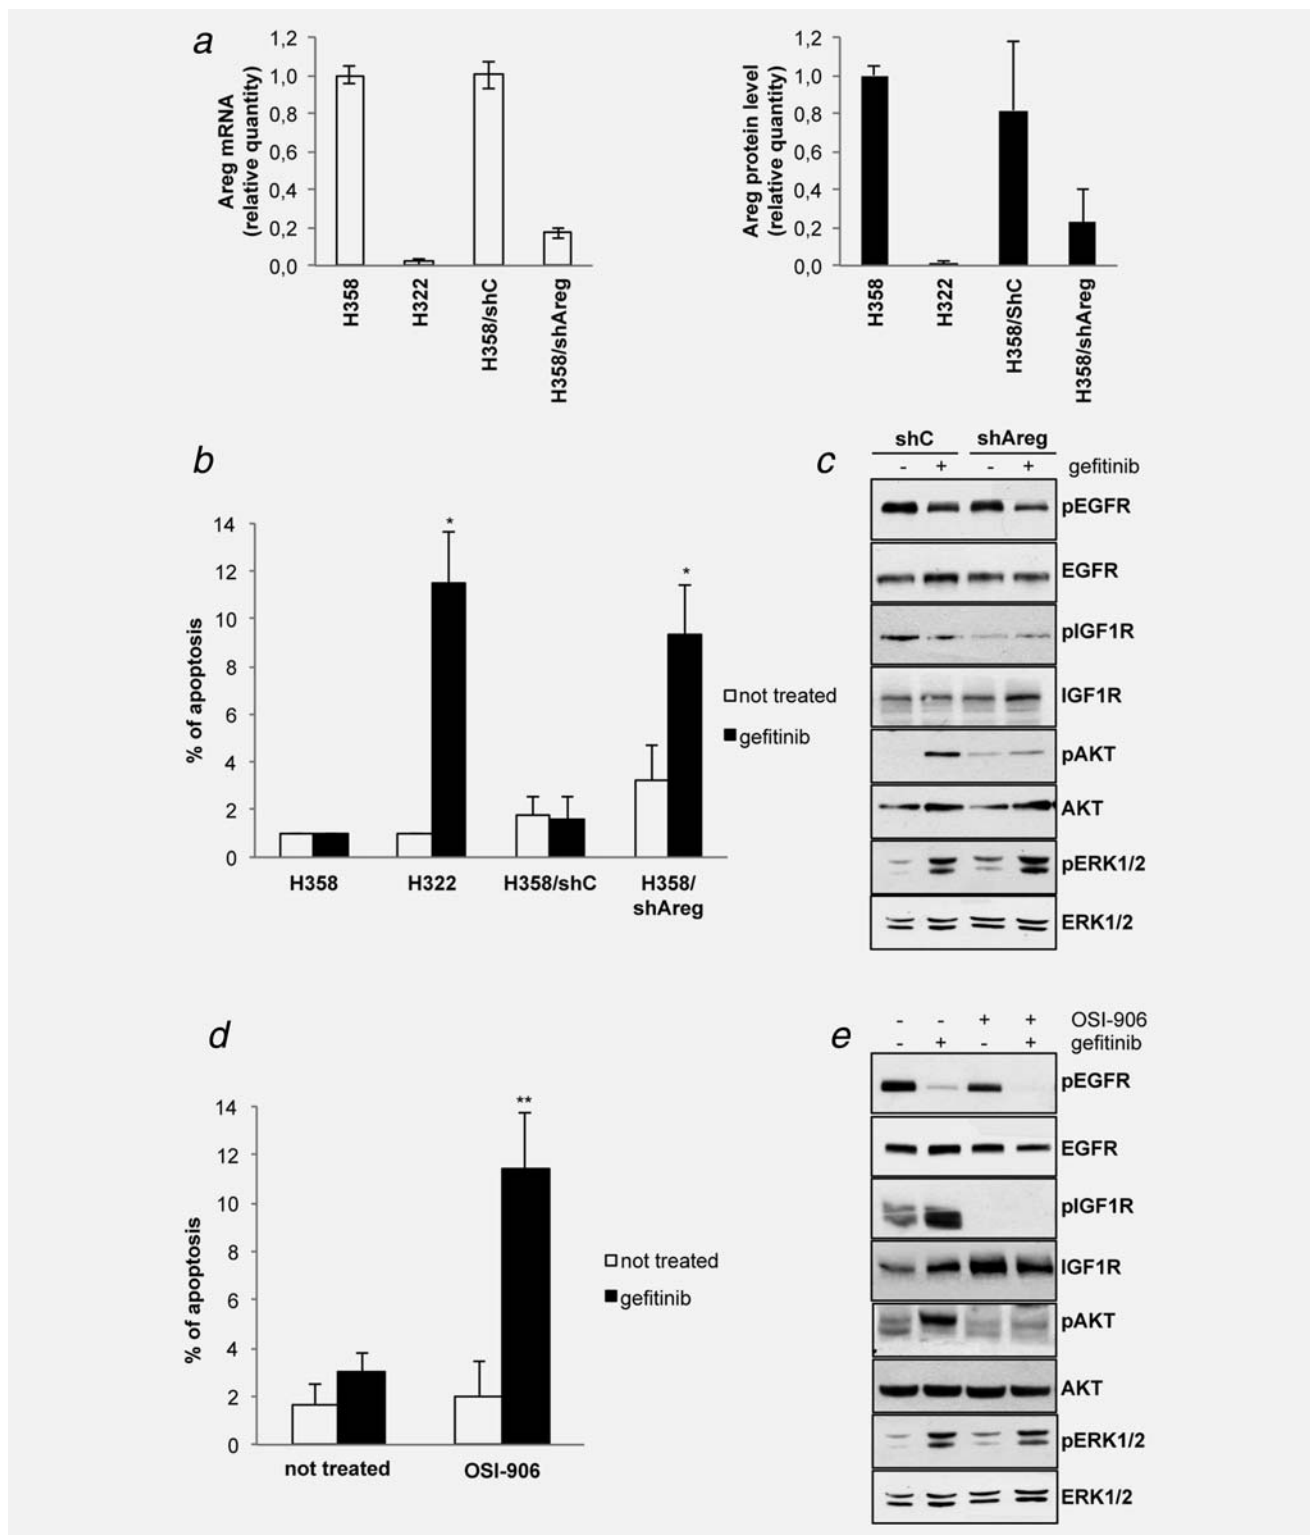 a
1,2
1,0
0,8
0,6
0,4
0,2
0,0
Areg mRNA
(relative quantity)
H358
H322
H358/shC
H358/shAreg
1,2
1,0
0,8
0,6
0,4
0,2
0,0
Areg protein level
(relative quantity)
H358
H322
H358/ShC
H358/shAreg
b
14
12
10
8
6
4
2
0
% of apoptosis
*
*
not treated
gefitinib
H358
H322
H358/shC
H358/
shAreg
c
shC shAreg
- + - + gefitinib
pEGFR
EGFR
pIGF1R
IGF1R
pAKT
AKT
pERK1/2
ERK1/2
d
14
12
10
8
6
4
2
0
% of apoptosis
**
not treated
gefitinib
not treated
OSI-906
e
- - + + OSI-906
- + - + gefitinib
pEGFR
EGFR
pIGF1R
IGF1R
pAKT
AKT
pERK1/2
ERK1/2